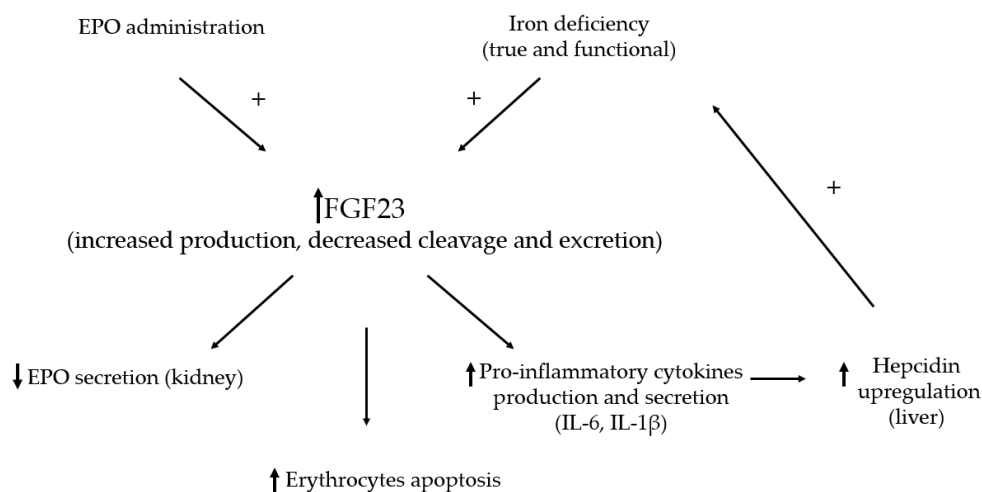 EPO administration
Iron deficiency
(true and functional)
+
+
+
FGF23
(increased production, decreased cleavage and excretion)
EPO secretion (kidney)
Pro-inflammatory cytokines
production and secretion
(IL-6, IL-1β)
Hepcidin
upregulation
(liver)
Erythrocytes apoptosis